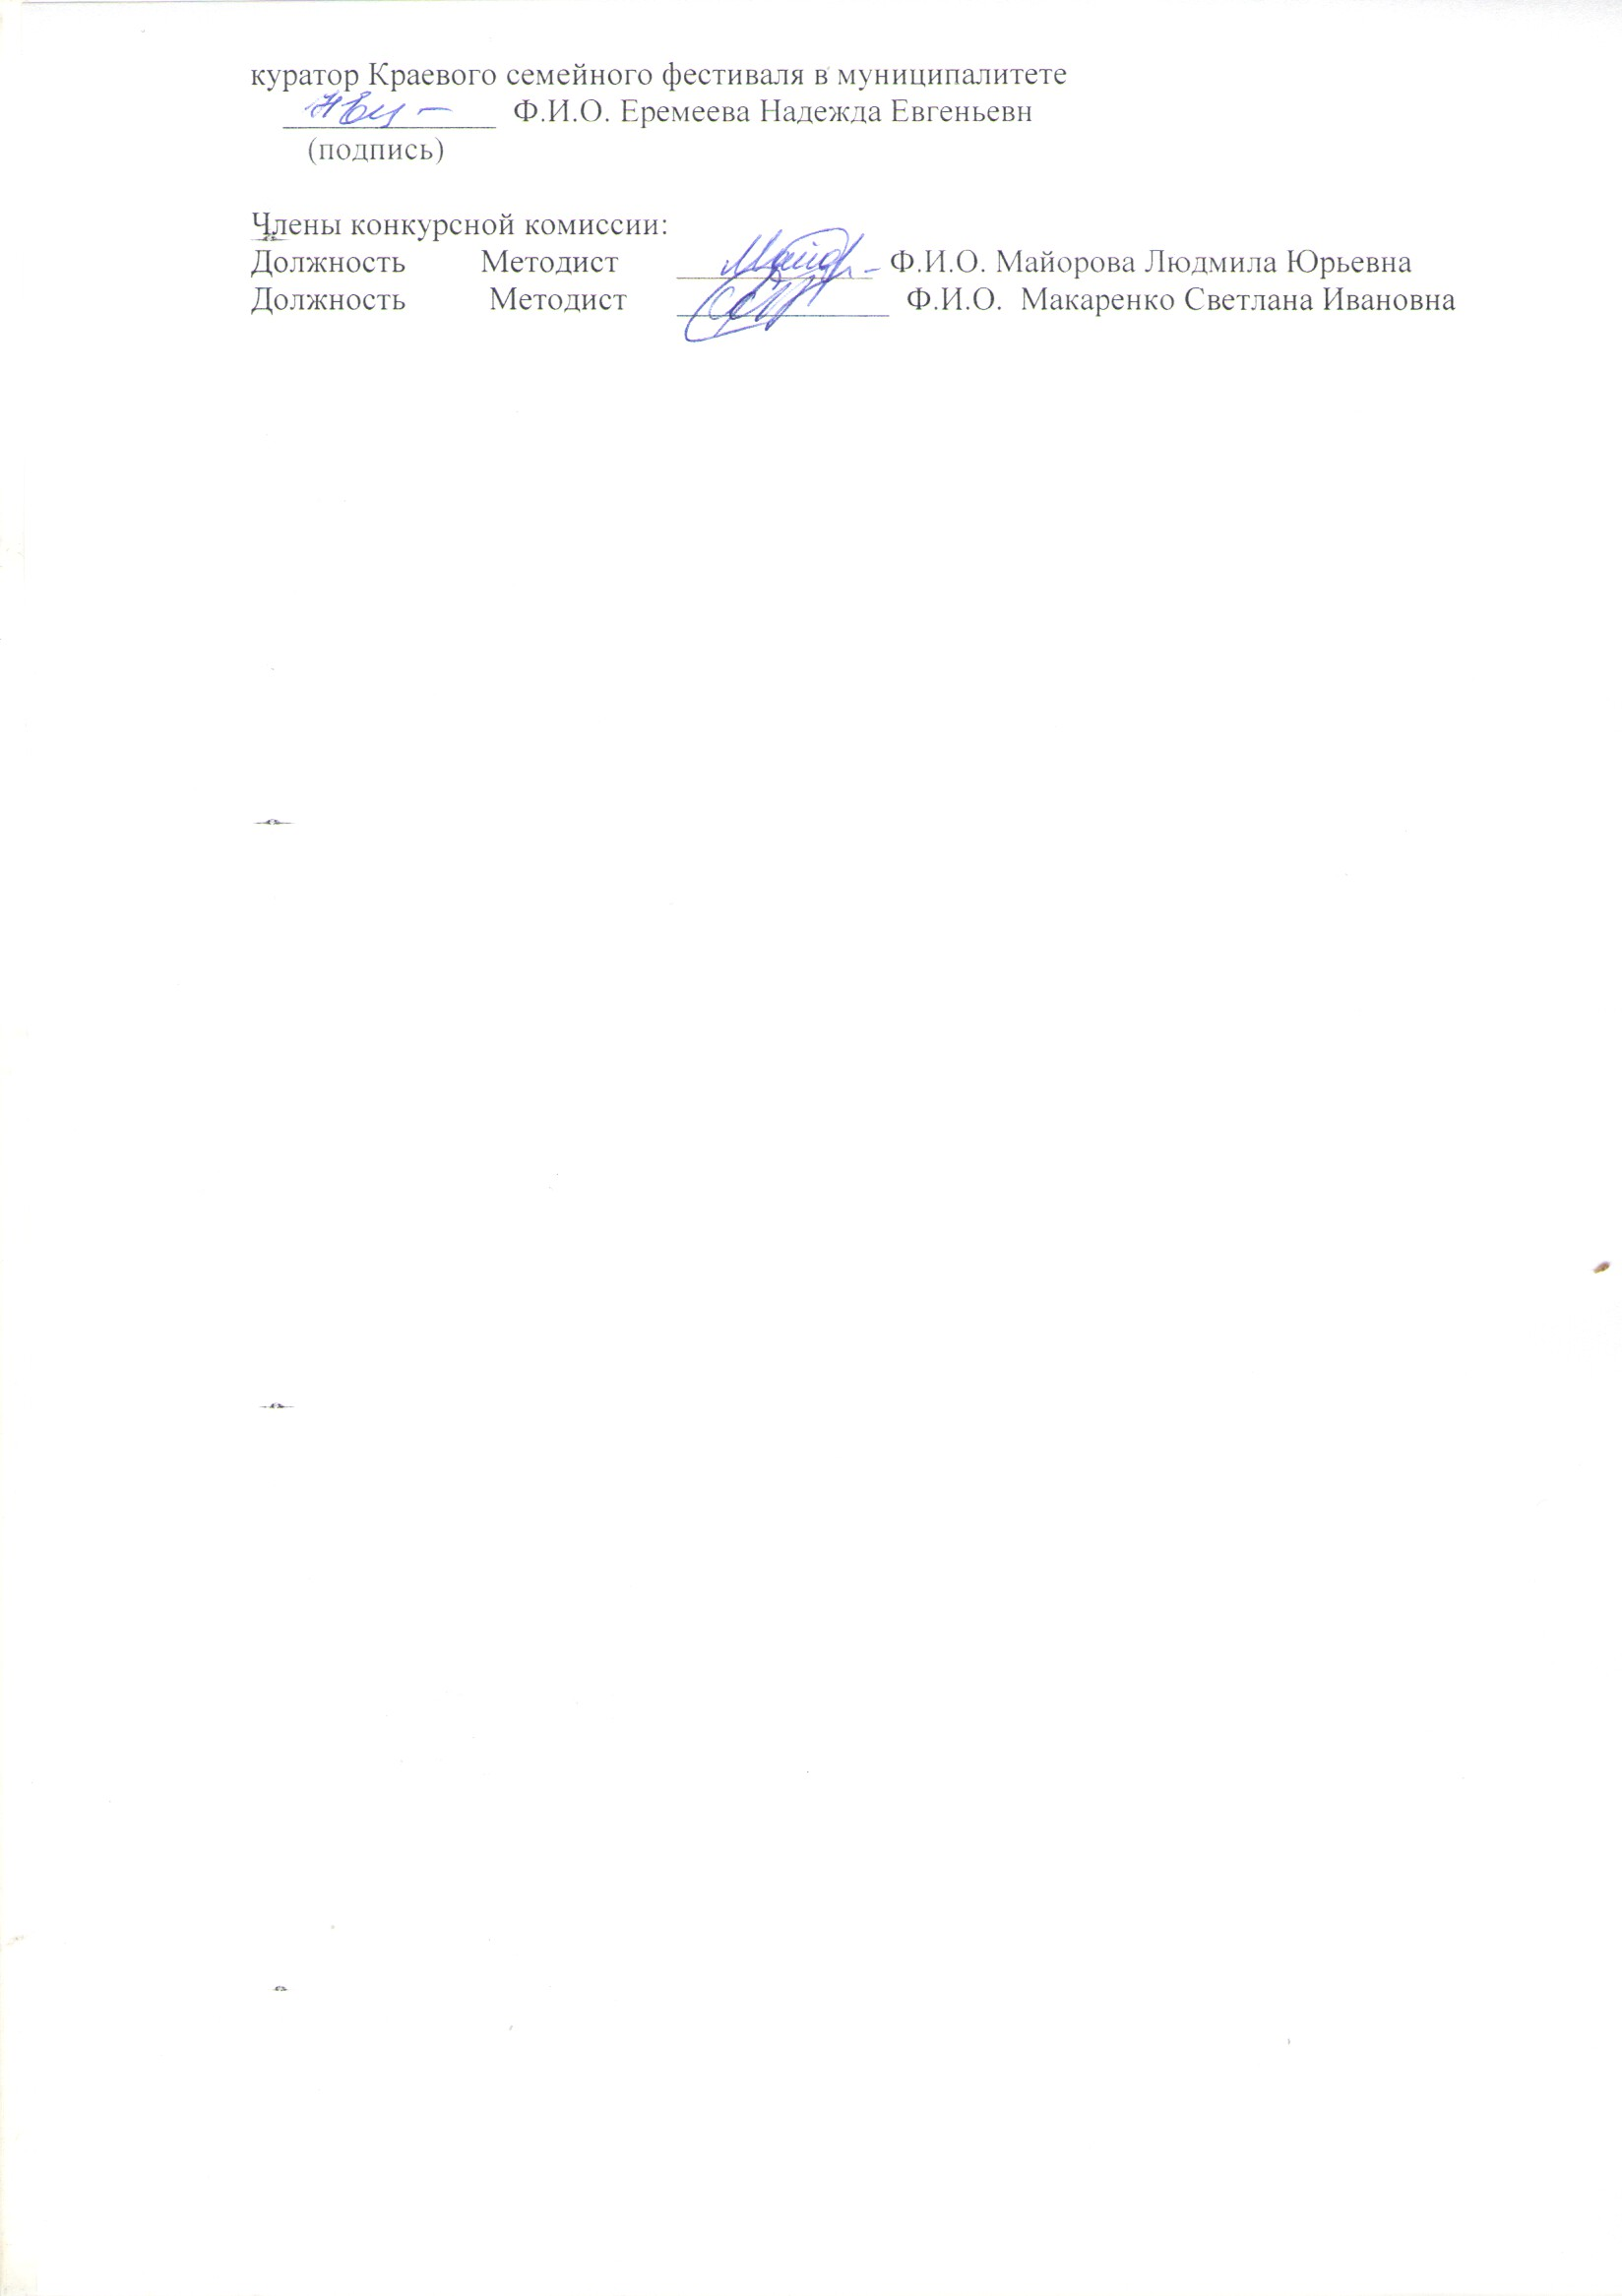 куратор Краевого семейного фестиваля в муниципалитете
Ф.И.О. Еремеева Надежда Евгеньевн
(подпись)
Члены конкурсной комиссии:
Должность Методист Ф.И.О. Майорова Людмила Юрьевна
Должность Методист Ф.И.О. Макаренко Светлана Ивановна